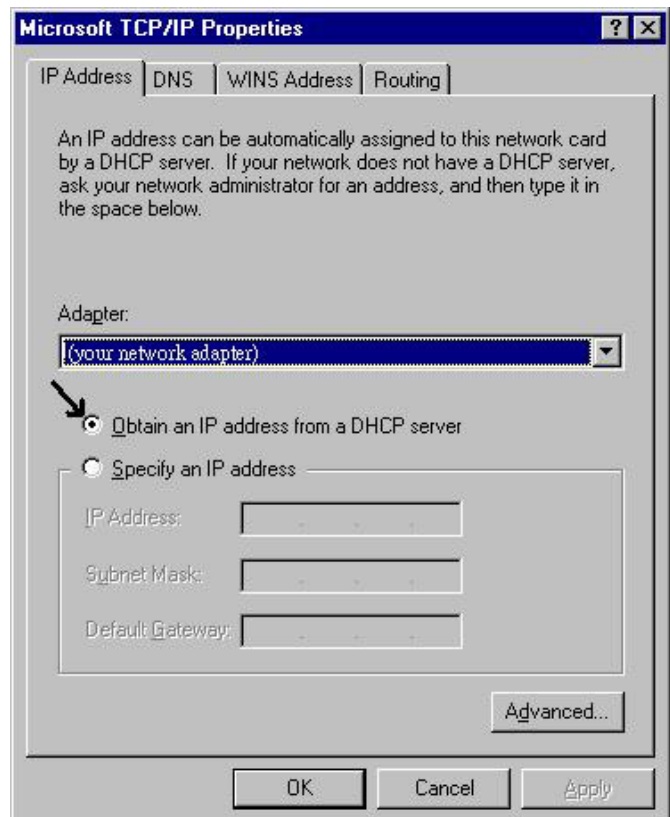 Microsoft TCP/IP Properties
IP Address DNS WINS Address Routing
An IP address can be automatically assigned to this network card
by a DHCP server. If your network does not have a DHCP server,
ask your network administrator for an address, and then type it in
the space below.
Adapter:
(your network adapter)
Obtain an IP address from a DHCP server
Specify an IP address
IP Address:
Subnet Mask:
Default Gateway:
Advanced...
OK Cancel Apply